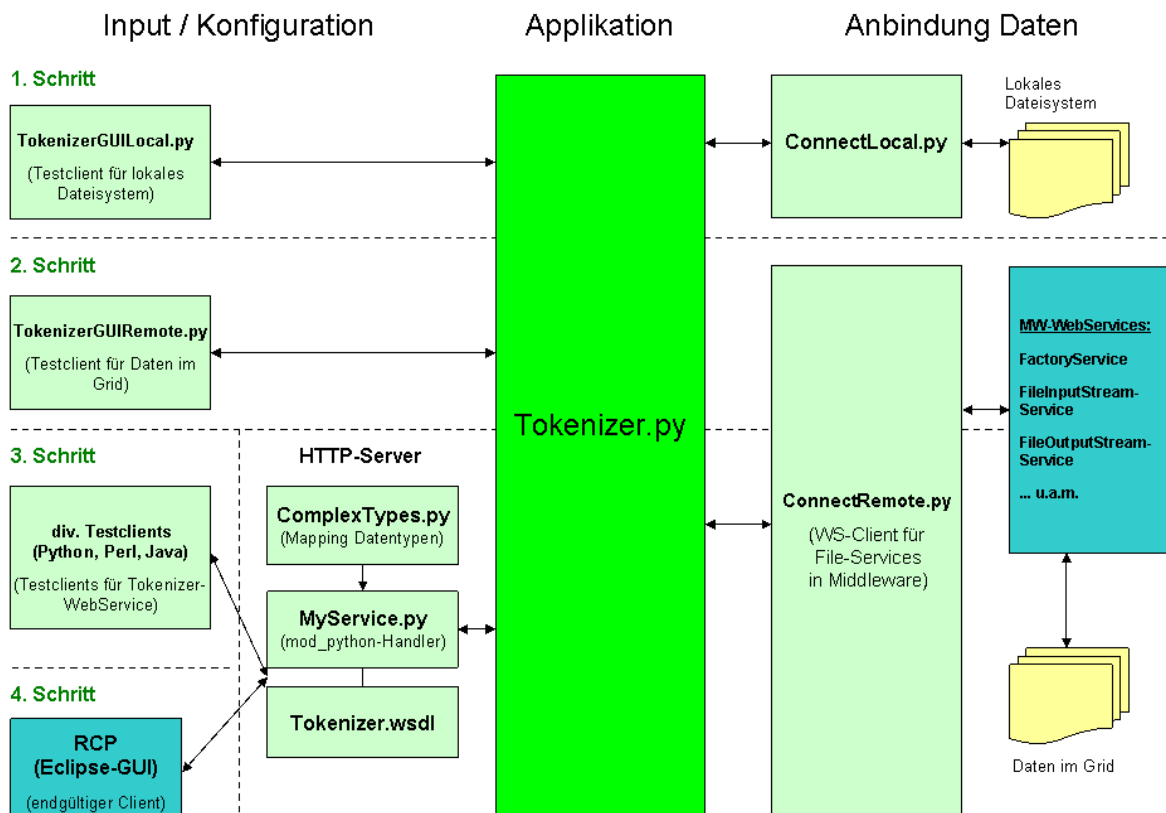 Input / Konfiguration
Applikation
Anbindung Daten
1. Schritt
TokenizerGUILocal.py
(Testclient für lokales
Dateisystem)
ConnectLocal.py
Lokales
Dateisystem
2. Schritt
TokenizerGUIRemote.py
(Testclient für Daten im
Grid)
Tokenizer.py
MW-WebServices:
FactoryService
FileInputStream-
Service
FileOutputStream-
Service
... u.a.m.
3. Schritt
HTTP-Server
div. Testclients
(Python, Perl, Java)
(Testclients für Tokenizer-
WebService)
ComplexTypes.py
(Mapping Datentypen)
MyService.py
(mod_python-Handler)
Tokenizer.wsdl
ConnectRemote.py
(WS-Client für
File-Services
in Middleware)
4. Schritt
RCP
(Eclipse-GUI)
(endgültiger Client)
Daten im Grid